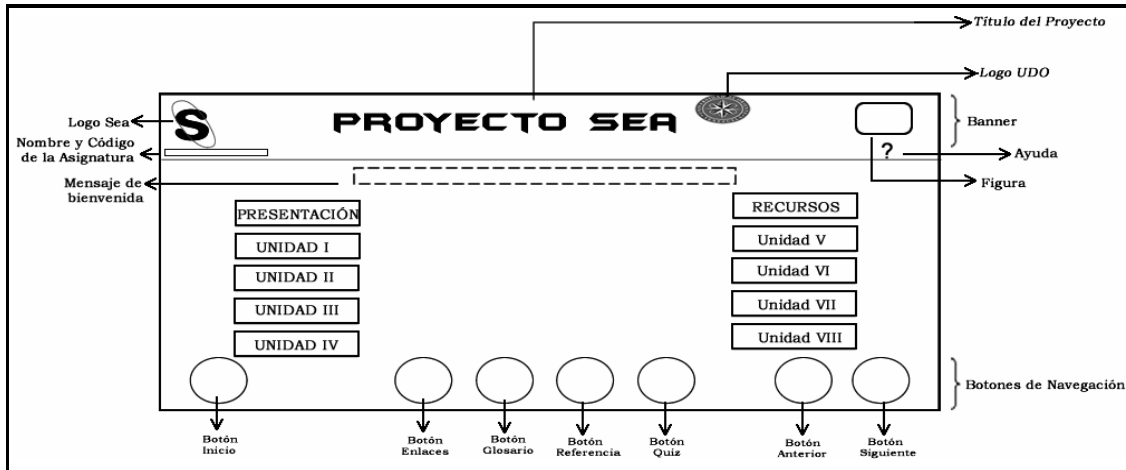 Título del Proyecto
Logo UDO
Logo Sea
S
PROYECTO SEA
Banner
Nombre y Código
de la Asignatura
?
Ayuda
Mensaje de
bienvenida
Figura
PRESENTACIÓN
RECURSOS
UNIDAD I
Unidad V
UNIDAD II
Unidad VI
UNIDAD III
Unidad VII
UNIDAD IV
Unidad VIII
Botones de Navegación
Botón
Inicio
Botón
Enlaces
Botón
Glosario
Botón
Referencia
Botón
Quiz
Botón
Anterior
Botón
Siguiente